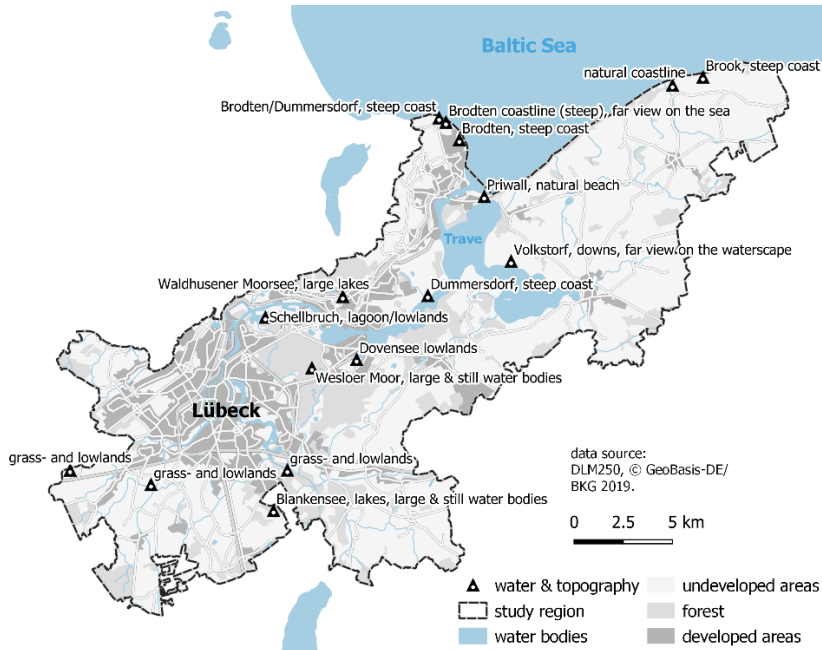 Baltic Sea
Brook, steep coast
natural coastline
Brodten/Dummersdorf, steep coast
Brodten coastline (steep), far view on the sea
Brodten, steep coast
Priwall, natural beach
Trave
Volkstorf, downs, far view on the waterscape
Waldhusener Moorsee, large lakes
Dummersdorf, steep coast
Schellbruch, lagoon/lowlands
Dovensee lowlands
Wesloer Moor, large & still water bodies
Lübeck
grass- and lowlands
grass- and lowlands
grass- and lowlands
Blankensee, lakes, large & still water bodies
data source:
DLM250, © GeoBasis-DE/
BKG 2019.
0 2.5 5 km
water & topography
study region
water bodies
undeveloped areas
forest
developed areas